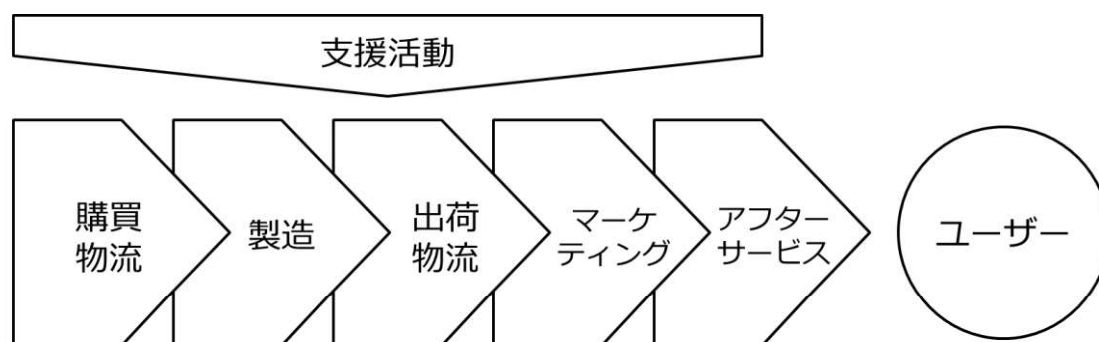 支援活動
購買
物流
製造
出荷
物流
マーケ
ティング
アフター
サービス
ユーザー